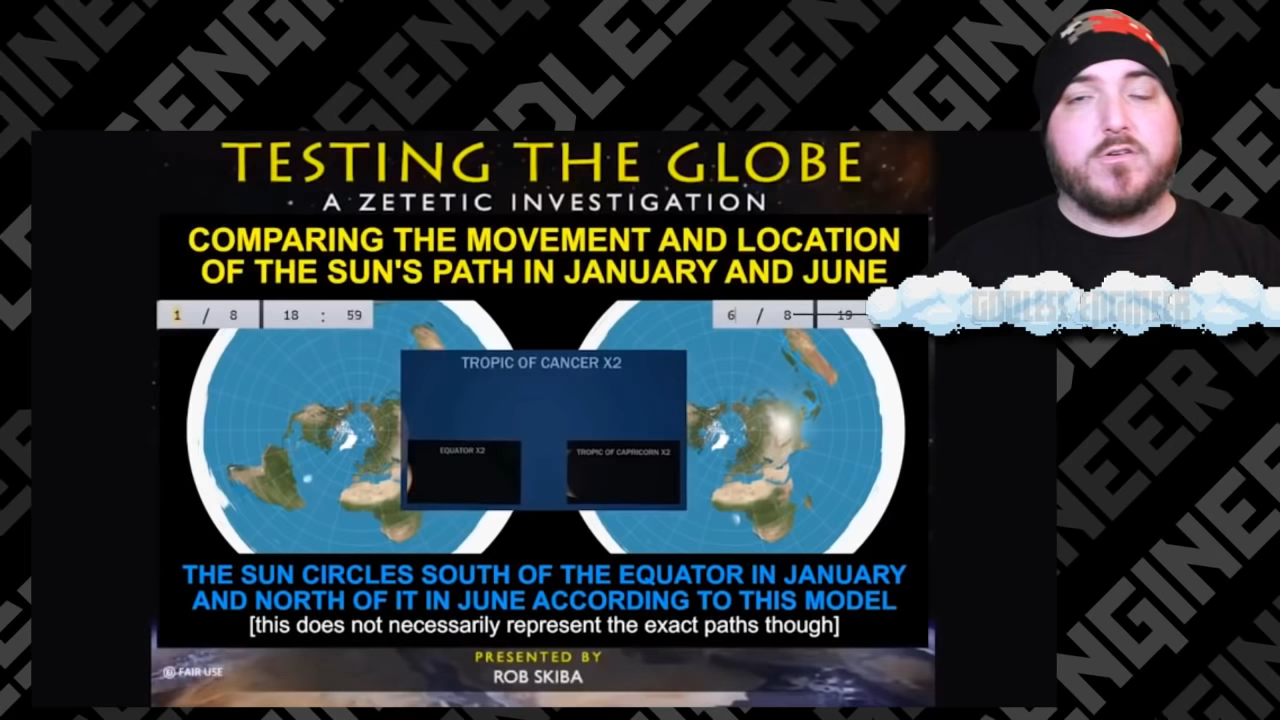 TESTING THE GLOBE
A ZETETIC INVESTIGATION
COMPARING THE MOVEMENT AND LOCATION
OF THE SUN'S PATH IN JANUARY AND JUNE
1 / 8 18 : 59
6 / 8 19
TROPIC OF CANCER X2
EQUATOR X2
TROPIC OF CAPRICORN X2
GODLESS ENGINEER
THE SUN CIRCLES SOUTH OF THE EQUATOR IN JANUARY
AND NORTH OF IT IN JUNE ACCORDING TO THIS MODEL
[this does not necessarily represent the exact paths though]
PRESENTED BY
ROB SKIBA
FAIR USE